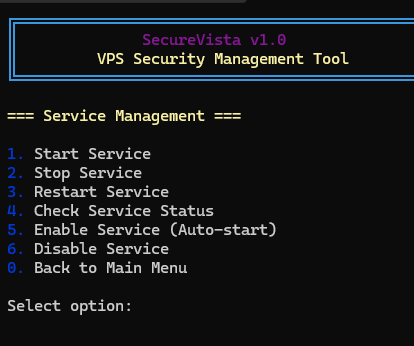 SecureVista v1.0
VPS Security Management Tool
=== Service Management ===
1. Start Service
2. Stop Service
3. Restart Service
4. Check Service Status
5. Enable Service (Auto-start)
6. Disable Service
0. Back to Main Menu
Select option: